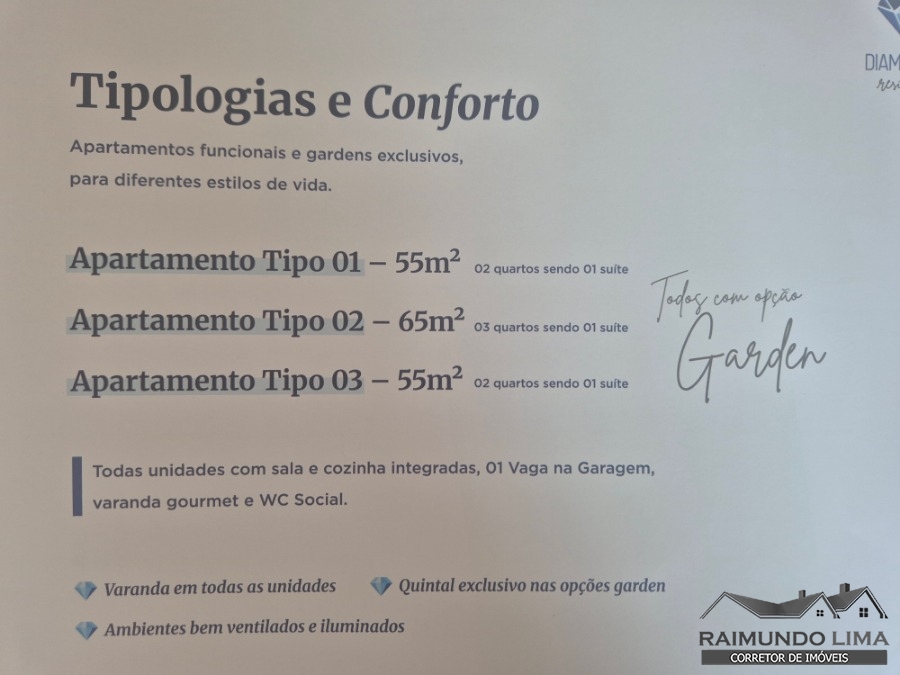 Tipologias e Conforto
Apartamentos funcionais e gardens exclusivos,
para diferentes estilos de vida.
Apartamento Tipo 01 – 55m² 02 quartos sendo 01 suíte
Apartamento Tipo 02 – 65m² 03 quartos sendo 01 suíte
Apartamento Tipo 03 – 55m² 02 quartos sendo 01 suíte
Todos com opção
Garden
Todas unidades com sala e cozinha integradas, 01 Vaga na Garagem,
varanda gourmet e WC Social.
Varanda em todas as unidades
Quintal exclusivo nas opções garden
Ambientes bem ventilados e iluminados
RAIMUNDO LIMA
CORRETOR DE IMÓVEIS